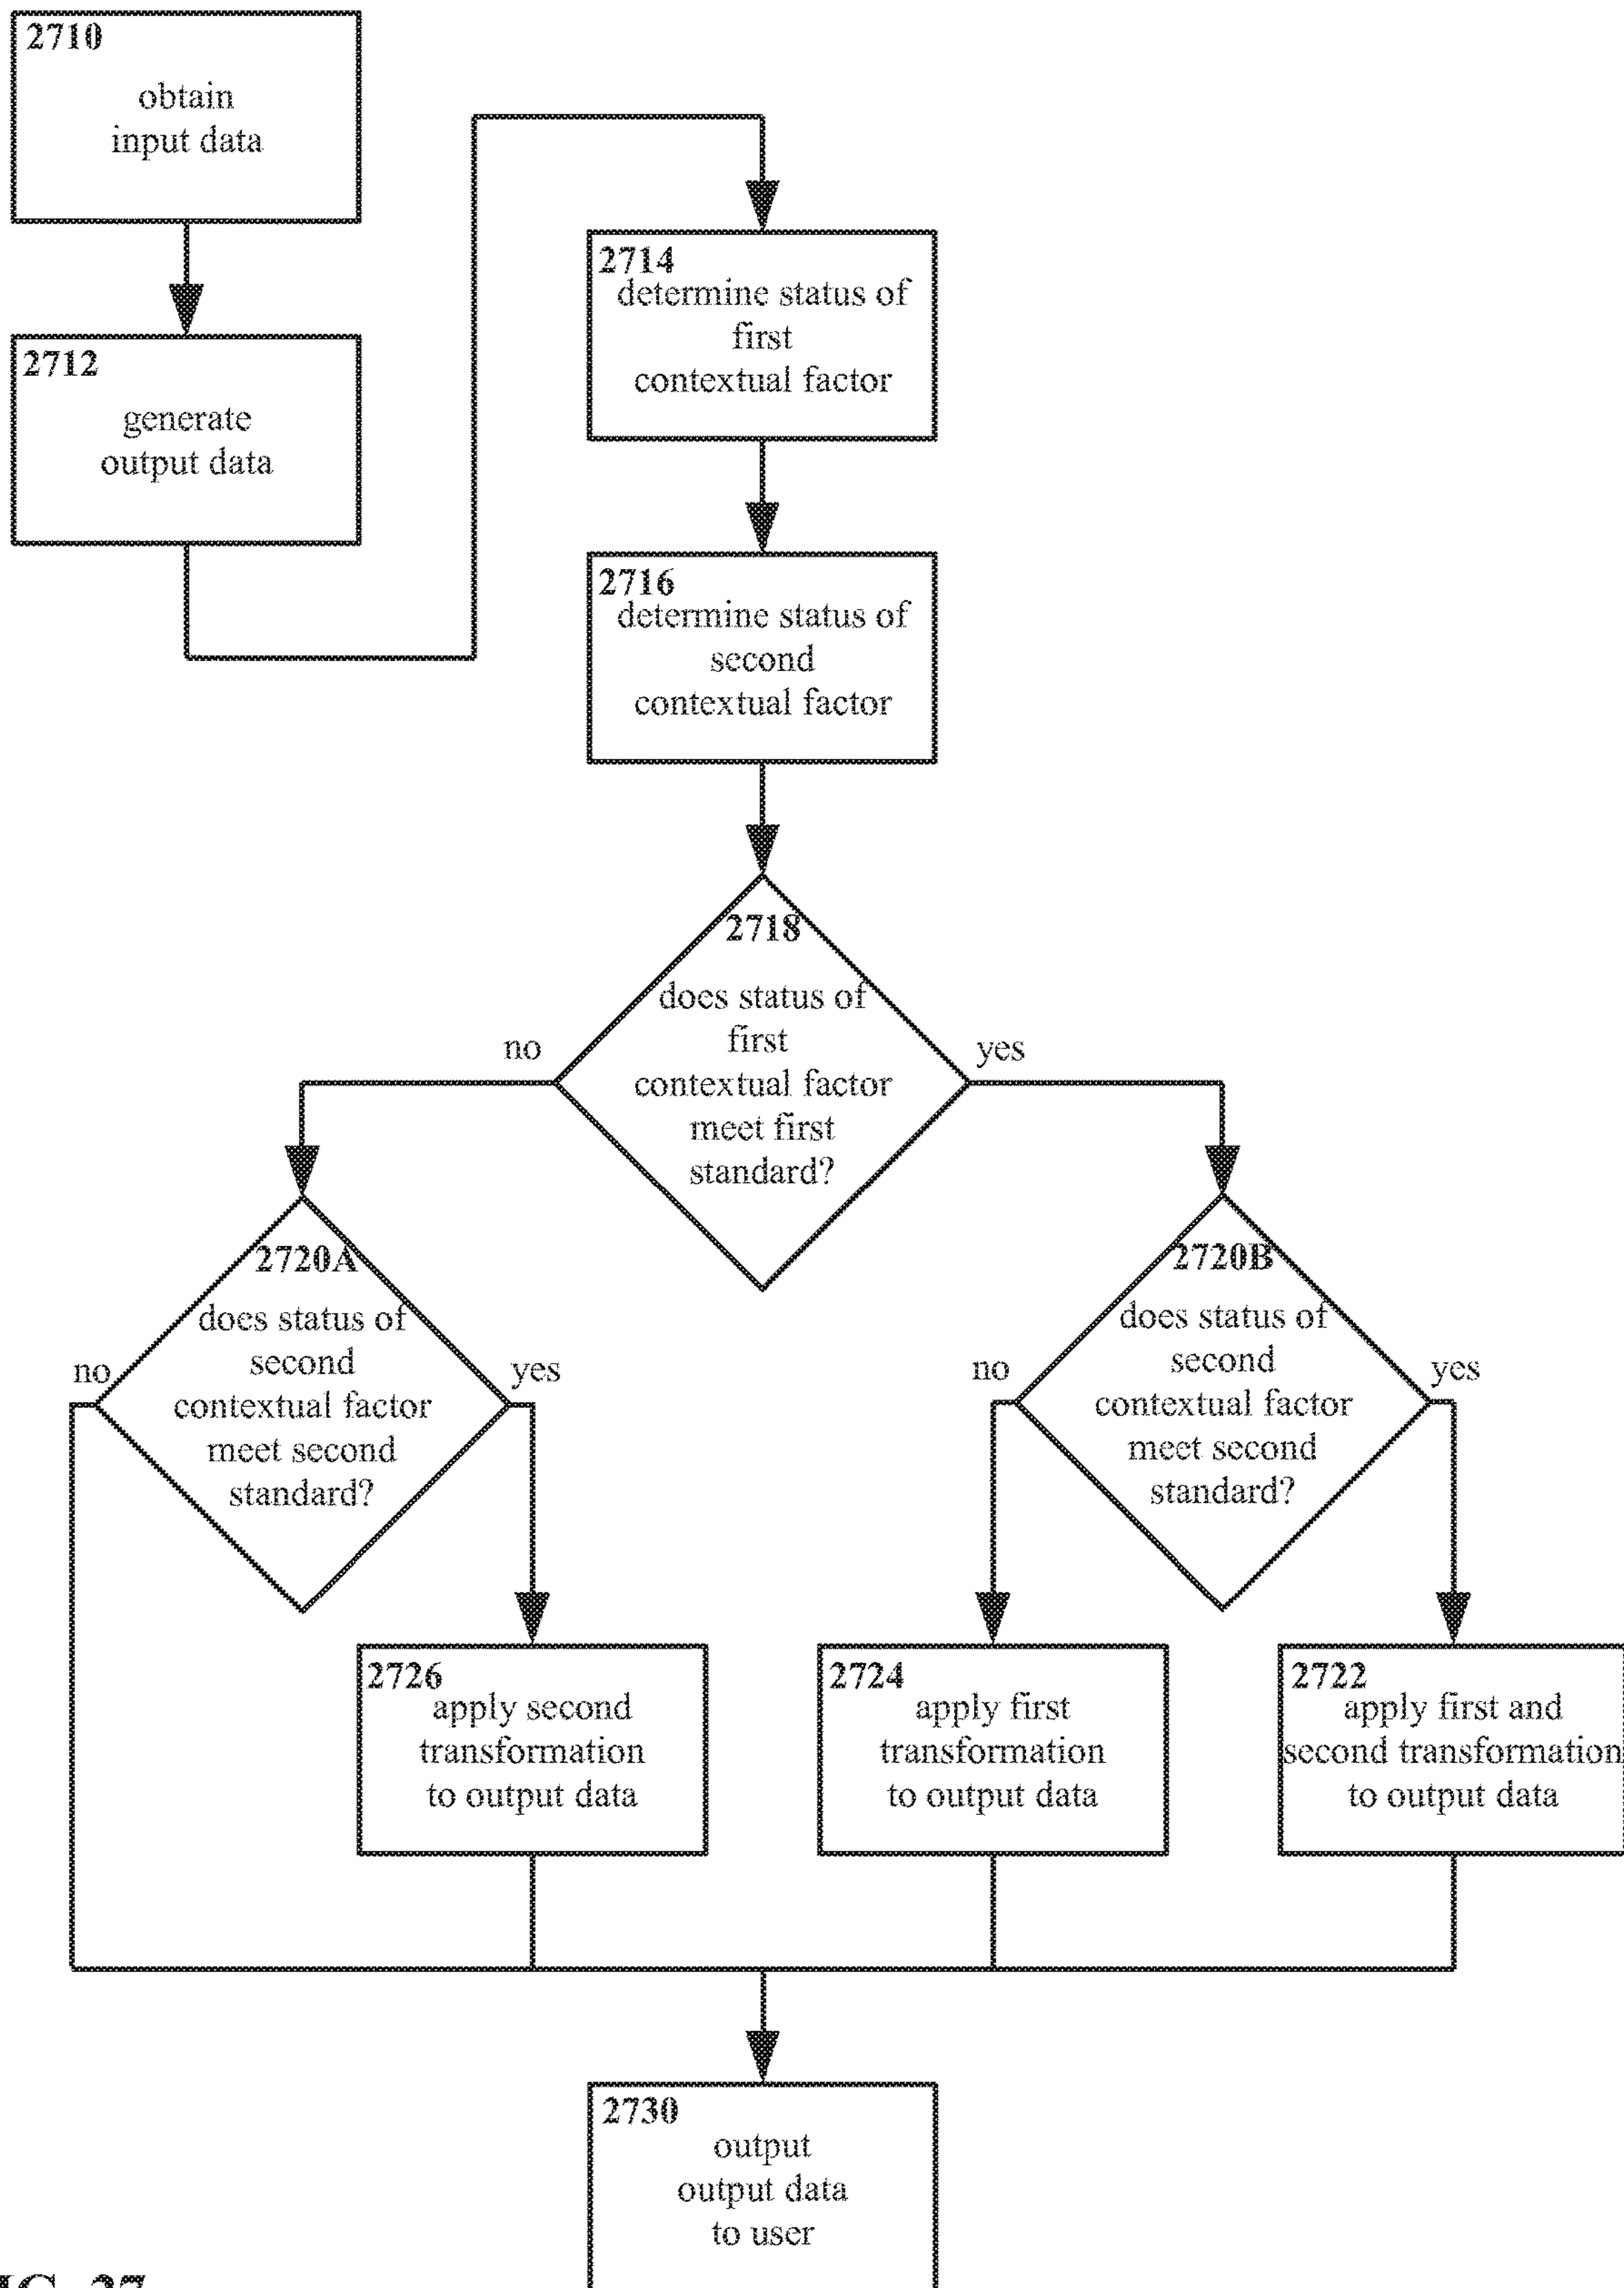 2710
obtain
input data
2712
generate
output data
2714
determine status of
first
contextual factor
2716
determine status of
second
contextual factor
2718
does status of
first
contextual factor
meet first
standard?
no
yes
2720A
does status of
second
contextual factor
meet second
standard?
no
yes
2720B
does status of
second
contextual factor
meet second
standard?
no
yes
2726
apply second
transformation
to output data
2724
apply first
transformation
to output data
2722
apply first and
second transformation
to output data
2730
output
output data
to user